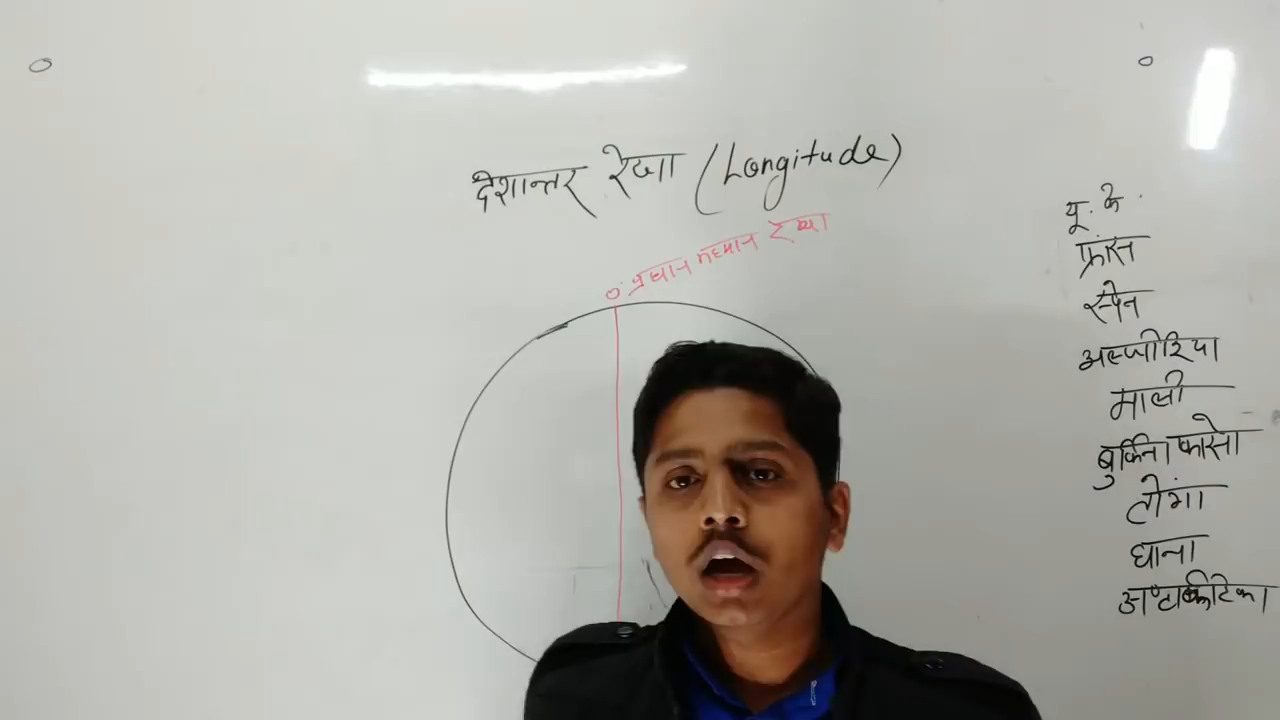 देशान्तर रेखा (Longitude)
0° प्रधान मध्यान रेखा
यू. के.
फ्रांस
स्पेन
अल्जीरिया
माली
बुर्किना फासो
तोगा
घाना
अण्टार्कटिका